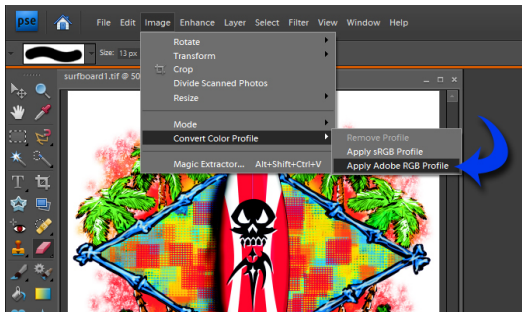 pse File Edit Image Enhance Layer Select Filter View Window Help
Size: 13 px
surfboard1.tif @ 50
Rotate
Transform
Crop
Divide Scanned Photos
Resize
Mode
Convert Color Profile
Magic Extractor... Alt+Shift+Ctrl+V
Remove Profile
Apply sRGB Profile
Apply Adobe RGB Profile
T